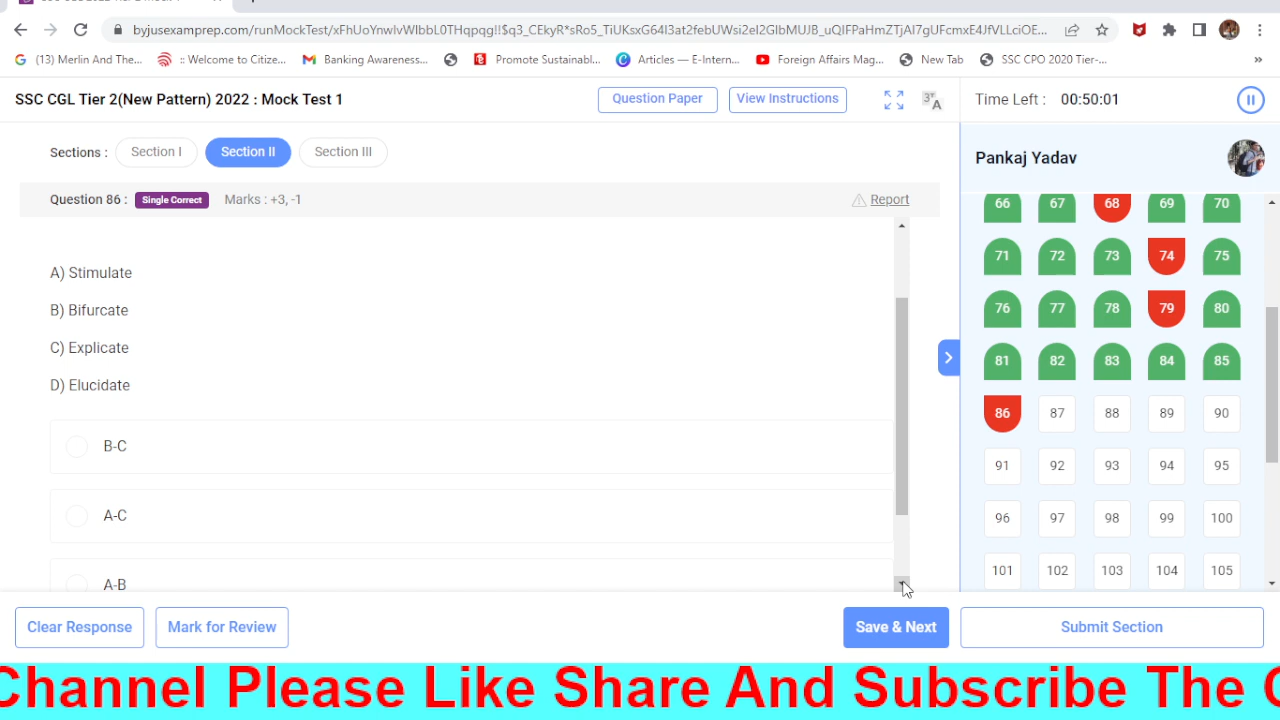 byjusexamprep.com/runMockTest/xFhUoYnwlvWlbbL0THqpqg!!$q3_CEkyR*sRo5_TiUKsxG64l3at2febUWsi2eI2GlbMUJB_uQIFPaHmZTjAl7gUFcmxE4JfVLLciOE...
(13) Merlin And The...
:: Welcome to Citize...
Banking Awareness...
Promote Sustainabl...
Articles — E-Intern...
Foreign Affairs Mag...
New Tab
SSC CPO 2020 Tier-...
»
SSC CGL Tier 2(New Pattern) 2022 : Mock Test 1
Question Paper
View Instructions
Time Left : 00:50:01
Sections : Section I Section II Section III
Pankaj Yadav
Question 86 : Single Correct Marks : +3, -1 Report
A) Stimulate
B) Bifurcate
C) Explicate
D) Elucidate
B-C
A-C
A-B
66 67 68 69 70
71 72 73 74 75
76 77 78 79 80
81 82 83 84 85
86 87 88 89 90
91 92 93 94 95
96 97 98 99 100
101 102 103 104 105
Clear Response Mark for Review Save & Next Submit Section
Channel Please Like Share And Subscribe The